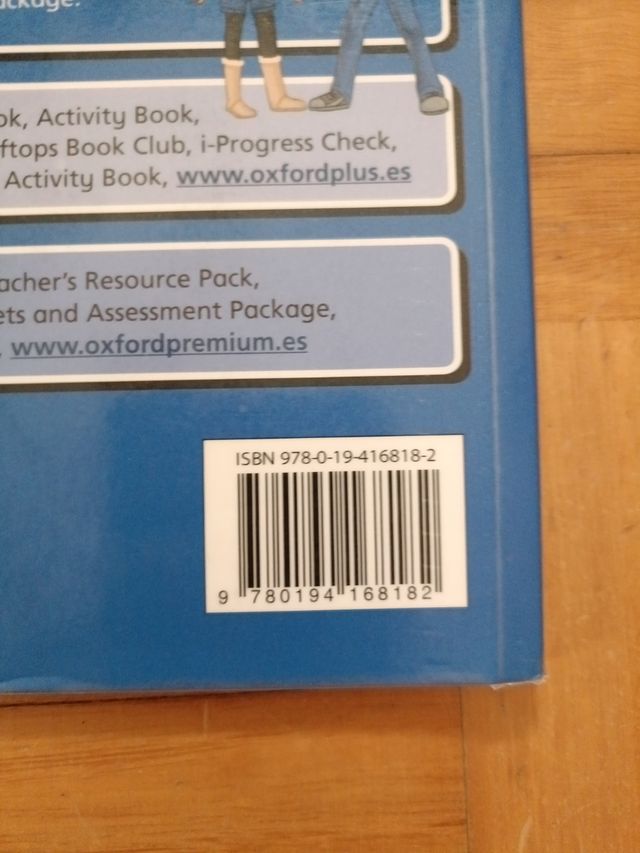 ackage.
ok, Activity Book,
ftops Book Club, i-Progress Check,
Activity Book, www.oxfordplus.es
acher's Resource Pack,
ets and Assessment Package,
, www.oxfordpremium.es
ISBN 978-0-19-416818-2
9 780194 168182